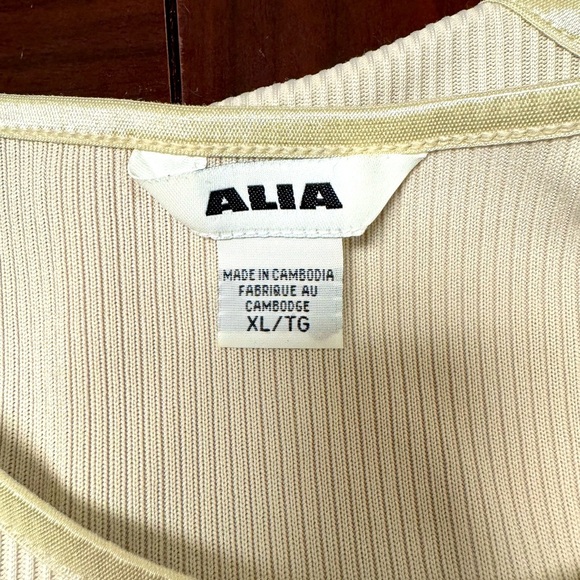 ALIA
MADE IN CAMBODIA
FABRIQUE AU
CAMBODGE
XL/TG